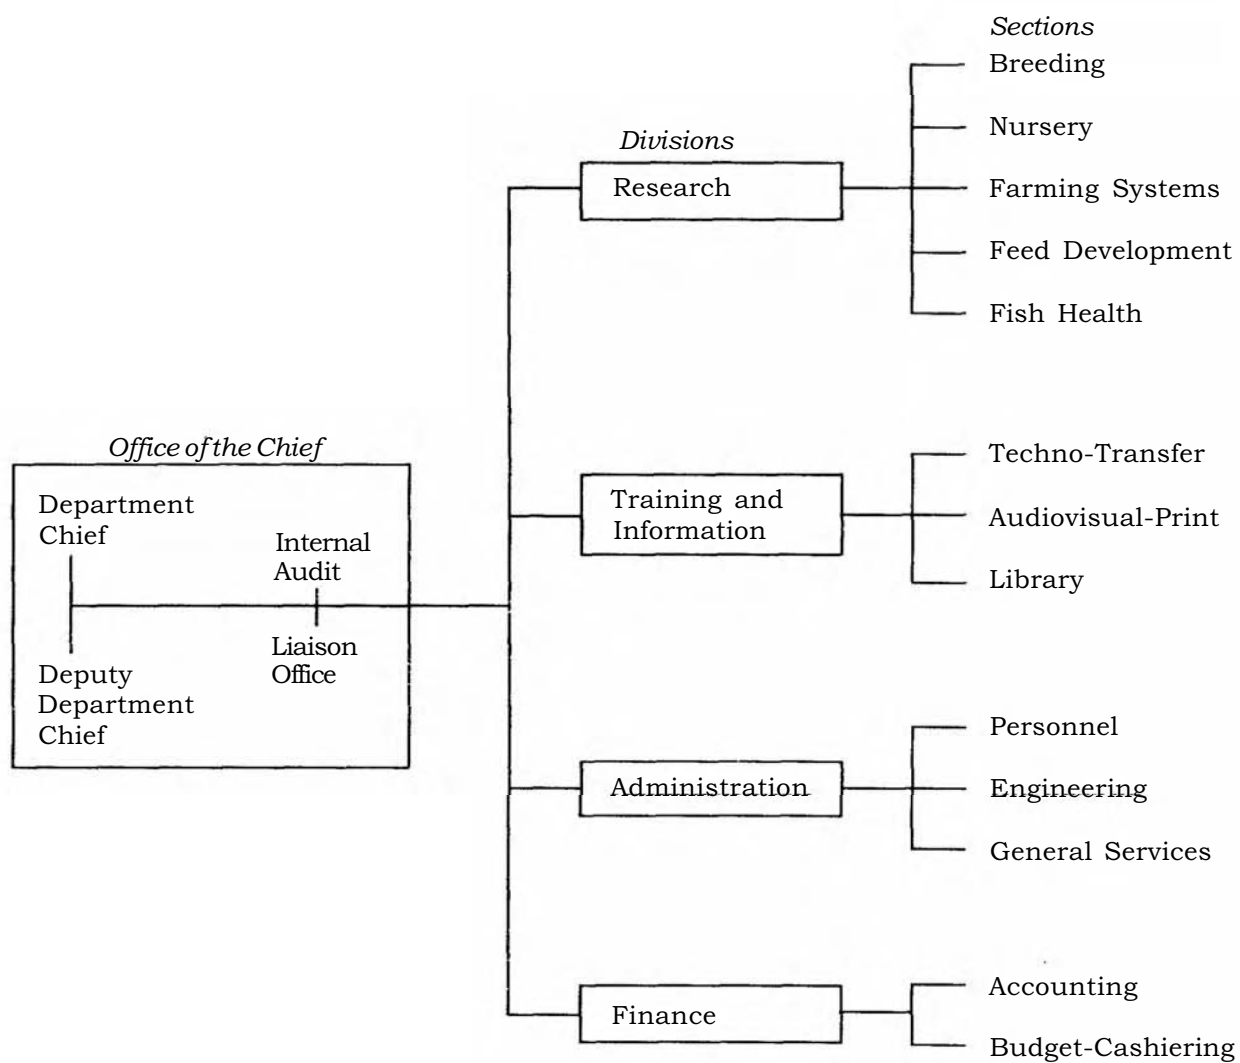 Sections
Breeding
Nursery
Divisions
Research
Farming Systems
Feed Development
Fish Health
Office of the Chief
Department
Chief
Internal
Audit
Liaison
Office
Deputy
Department
Chief
Training and
Information
Techno-Transfer
Audiovisual-Print
Library
Administration
Personnel
Engineering
General Services
Finance
Accounting
Budget-Cashiering